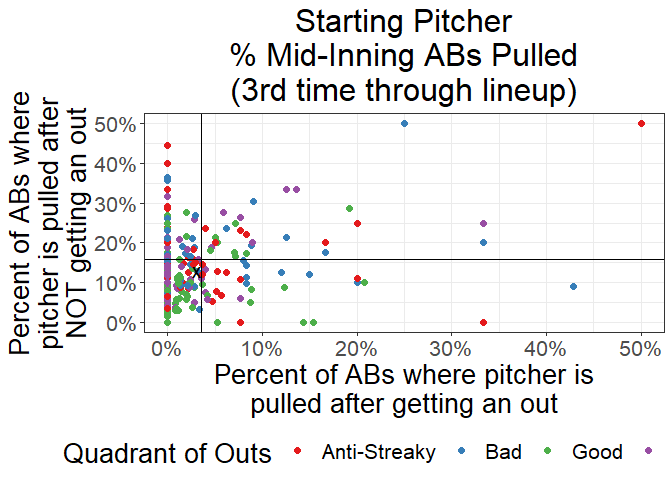 Starting Pitcher
% Mid-Inning ABs Pulled
(3rd time through lineup)
Percent of ABs where
pitcher is pulled after
NOT getting an out
50%
40%
30%
20%
10%
0%
X
0%
10%
20%
30%
40%
50%
Percent of ABs where pitcher is
pulled after getting an out
Quadrant of Outs
Anti-Streaky
Bad
Good